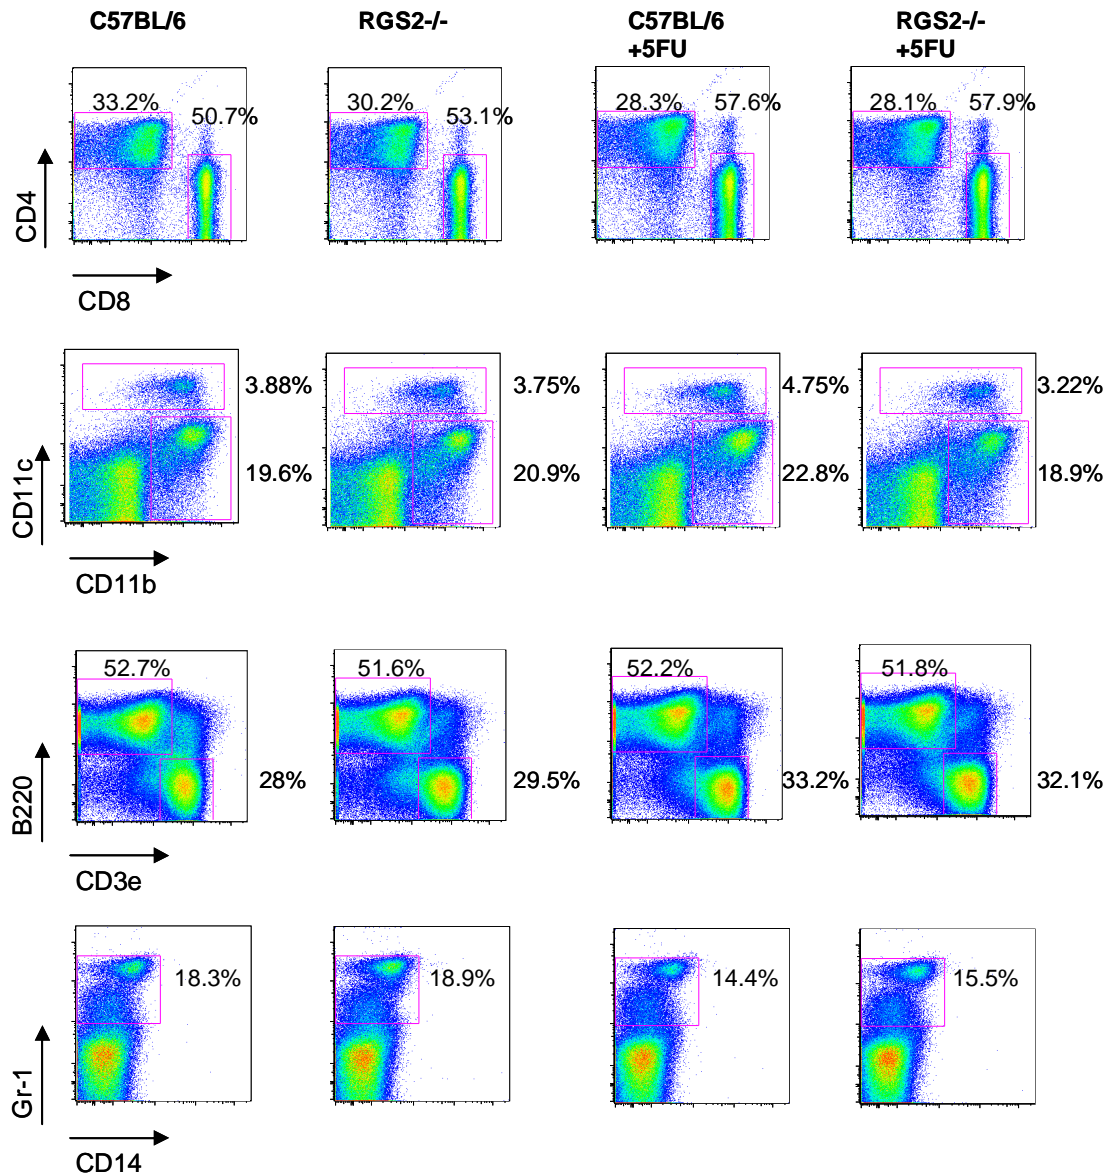 C57BL/6
RGS2-/-
C57BL/6
+5FU
RGS2-/-
+5FU
33.2%
50.7%
30.2%
53.1%
28.3%
57.6%
28.1%
57.9%
CD4
CD8
3.88%
3.75%
4.75%
3.22%
19.6%
20.9%
22.8%
18.9%
CD11c
CD11b
52.7%
51.6%
52.2%
51.8%
28%
29.5%
33.2%
32.1%
B220
CD3e
18.3%
18.9%
14.4%
15.5%
Gr-1
CD14